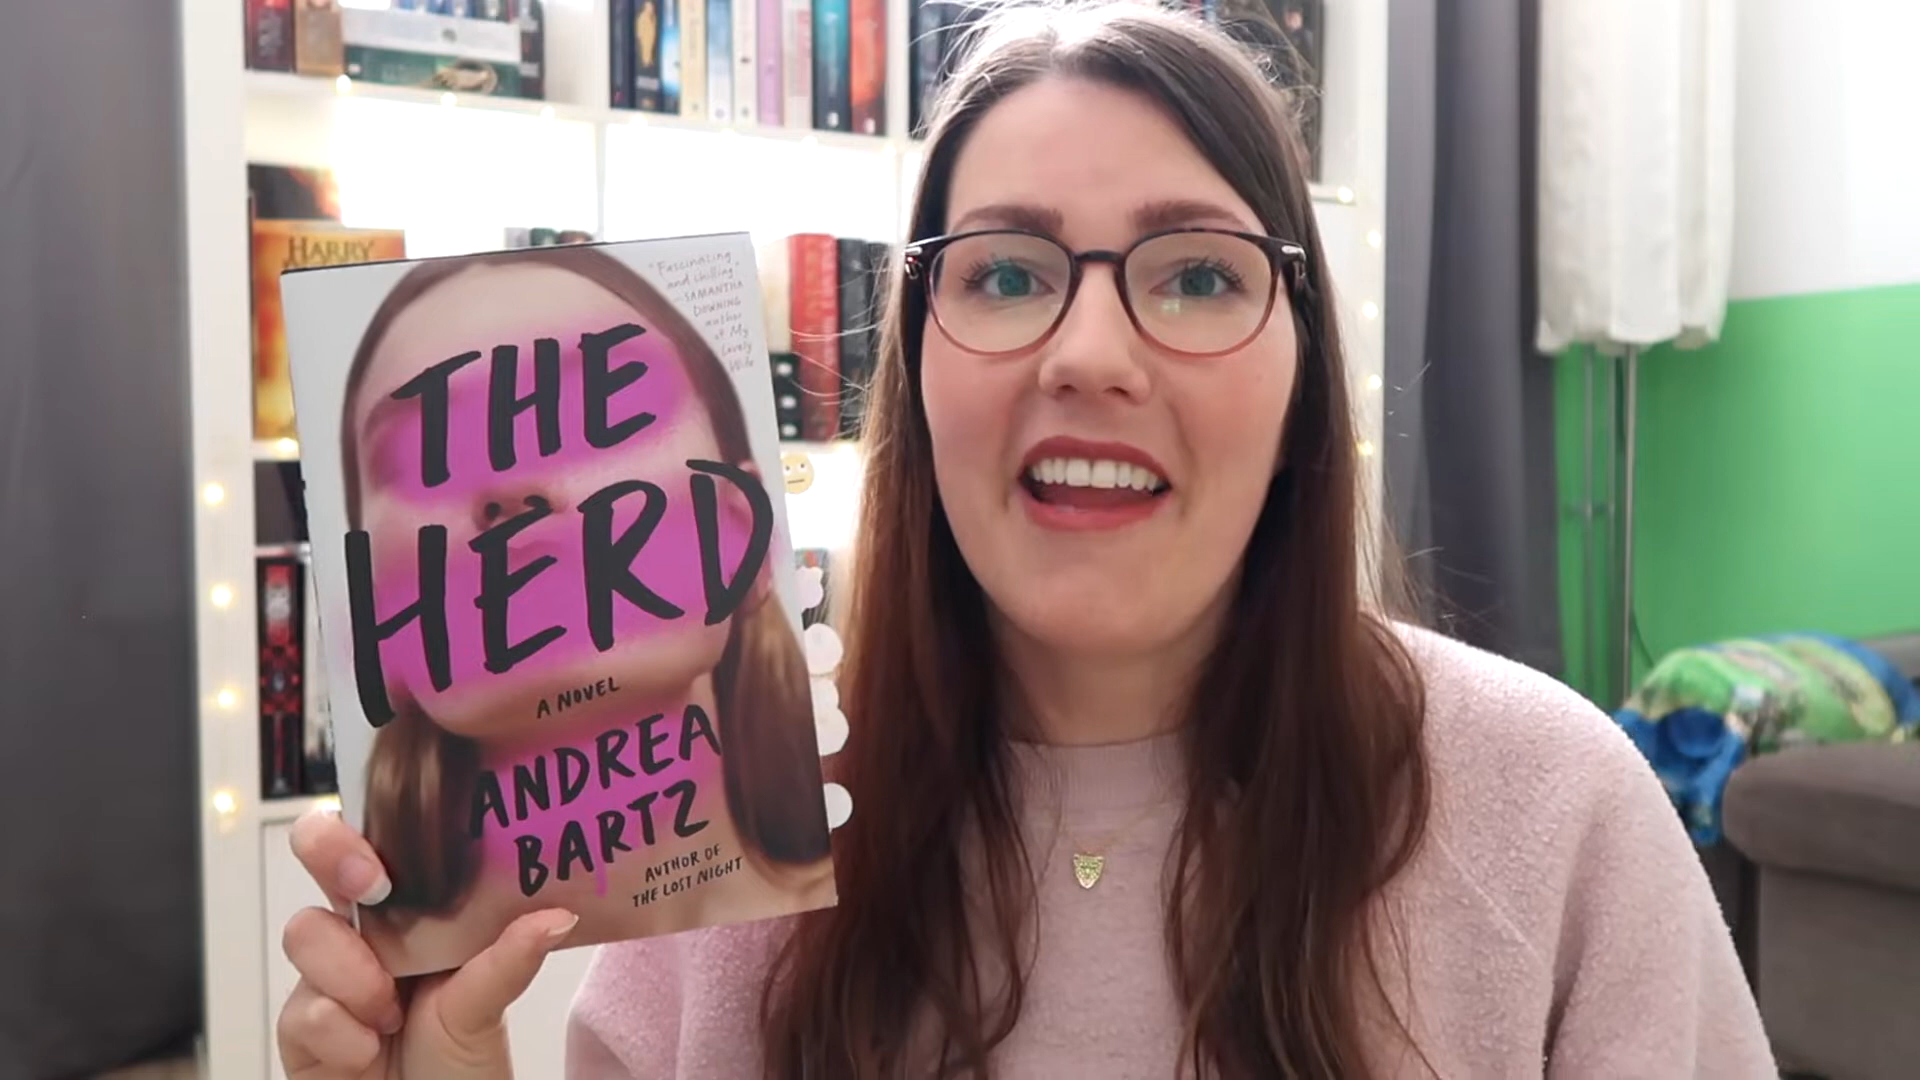 HARRY
"Fascinating
and chilling."
—SAMANTHA
DOWNING
author
of My
Lovely
Wife
THE
HERD
A NOVEL
ANDREA
BARTZ
AUTHOR OF
THE LOST NIGHT